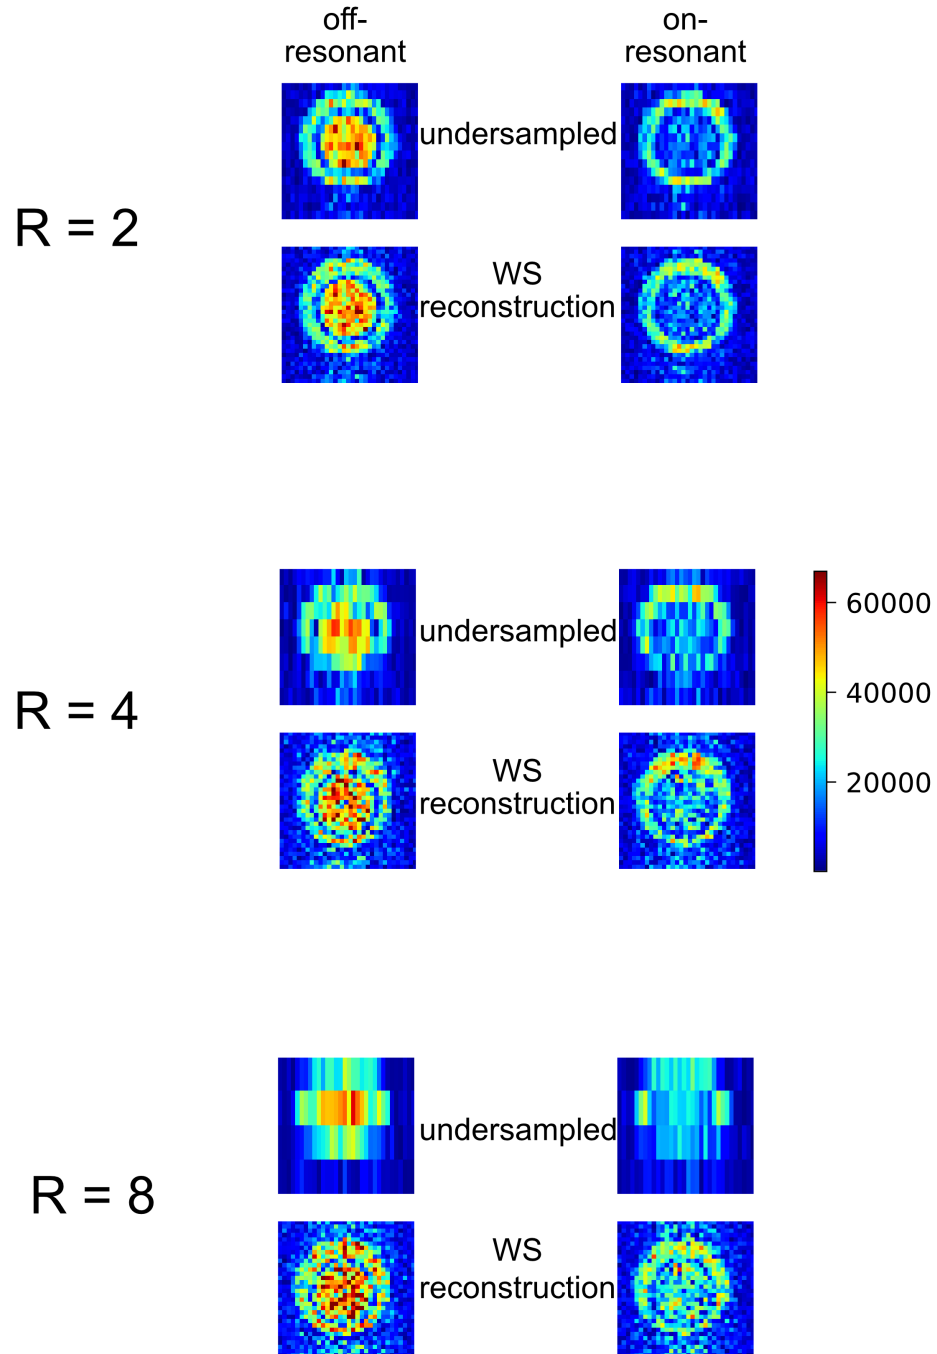 off-
resonant
on-
resonant
undersampled
R = 2
WS
reconstruction
undersampled
R = 4
WS
reconstruction
60000
40000
20000
undersampled
R = 8
WS
reconstruction